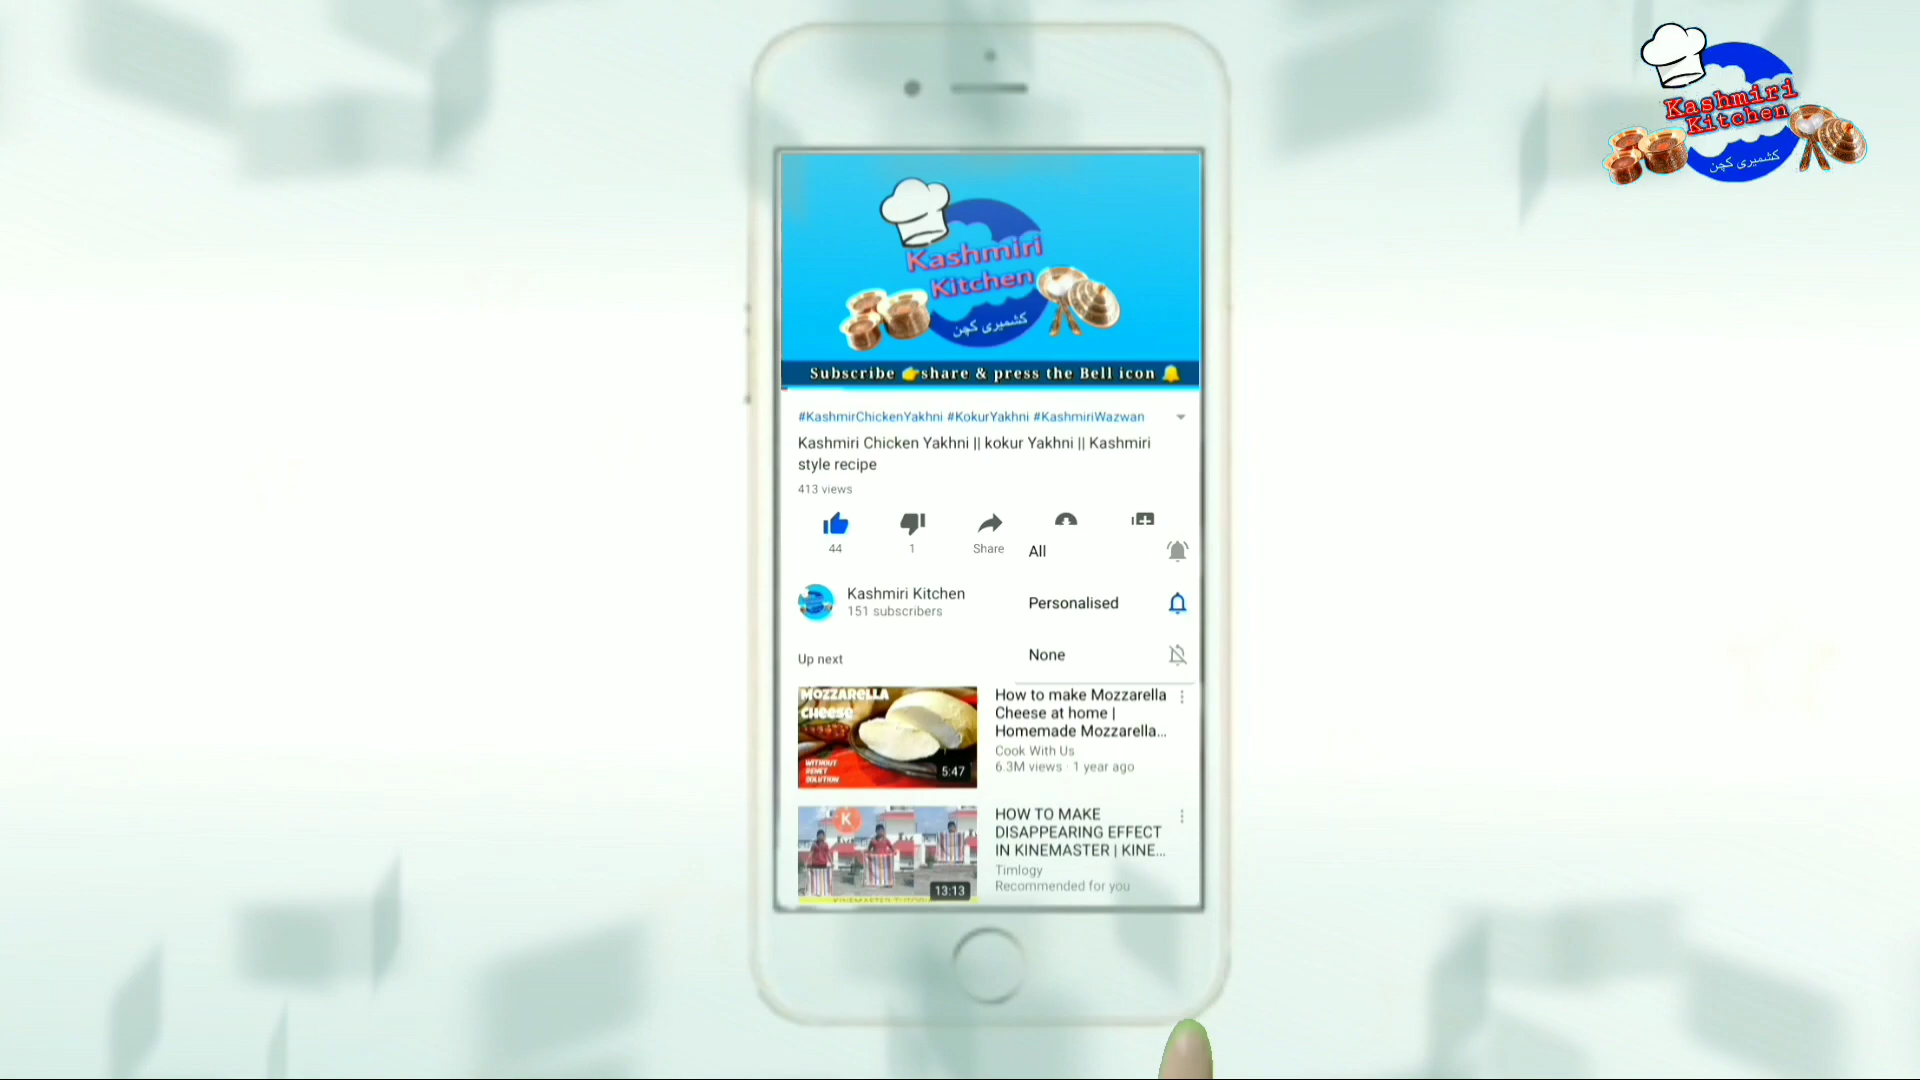 Kashmiri
Kitchen
کشمیری کچن
Kashmiri
Kitchen
کشمیری کچن
Subscribe 👉share & press the Bell icon 🔔
#KashmirChickenYakhni #KokurYakhni #KashmiriWazwan
Kashmiri Chicken Yakhni || kokur Yakhni || Kashmiri
style recipe
413 views
44
1
Share
All
Kashmiri Kitchen
151 subscribers
Personalised
None
Up next
MOZZARELLA
CHEESE
WITHOUT
RENET
SOLUTION
5:47
How to make Mozzarella
Cheese at home |
Homemade Mozzarella...
Cook With Us
6.3M views · 1 year ago
K
13:13
HOW TO MAKE
DISAPPEARING EFFECT
IN KINEMASTER | KINE...
Timlogy
Recommended for you